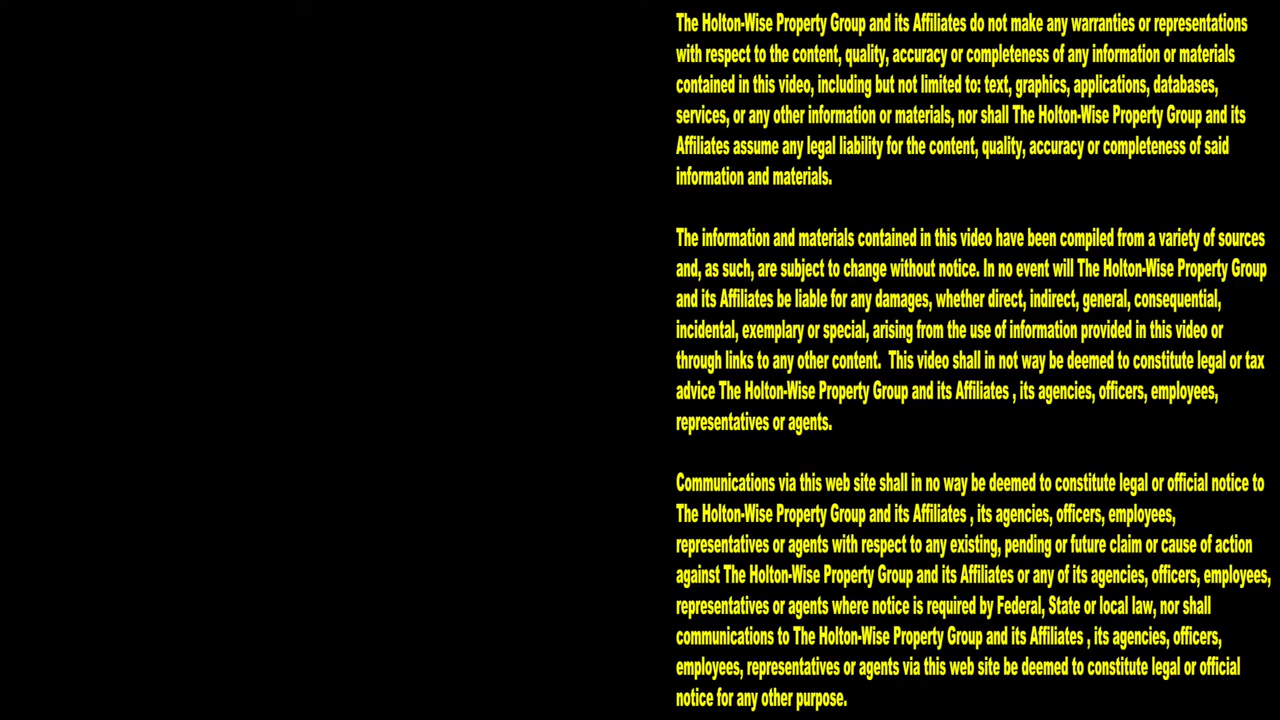 The Holton-Wise Property Group and its Affiliates do not make any warranties or representations
with respect to the content, quality, accuracy or completeness of any information or materials
contained in this video, including but not limited to: text, graphics, applications, databases,
services, or any other information or materials, nor shall The Holton-Wise Property Group and its
Affiliates assume any legal liability for the content, quality, accuracy or completeness of said
information and materials.
The information and materials contained in this video have been compiled from a variety of sources
and, as such, are subject to change without notice. In no event will The Holton-Wise Property Group
and its Affiliates be liable for any damages, whether direct, indirect, general, consequential,
incidental, exemplary or special, arising from the use of information provided in this video or
through links to any other content.  This video shall in not way be deemed to constitute legal or tax
advice The Holton-Wise Property Group and its Affiliates , its agencies, officers, employees,
representatives or agents.
Communications via this web site shall in no way be deemed to constitute legal or official notice to
The Holton-Wise Property Group and its Affiliates , its agencies, officers, employees,
representatives or agents with respect to any existing, pending or future claim or cause of action
against The Holton-Wise Property Group and its Affiliates or any of its agencies, officers, employees,
representatives or agents where notice is required by Federal, State or local law, nor shall
communications to The Holton-Wise Property Group and its Affiliates , its agencies, officers,
employees, representatives or agents via this web site be deemed to constitute legal or official
notice for any other purpose.